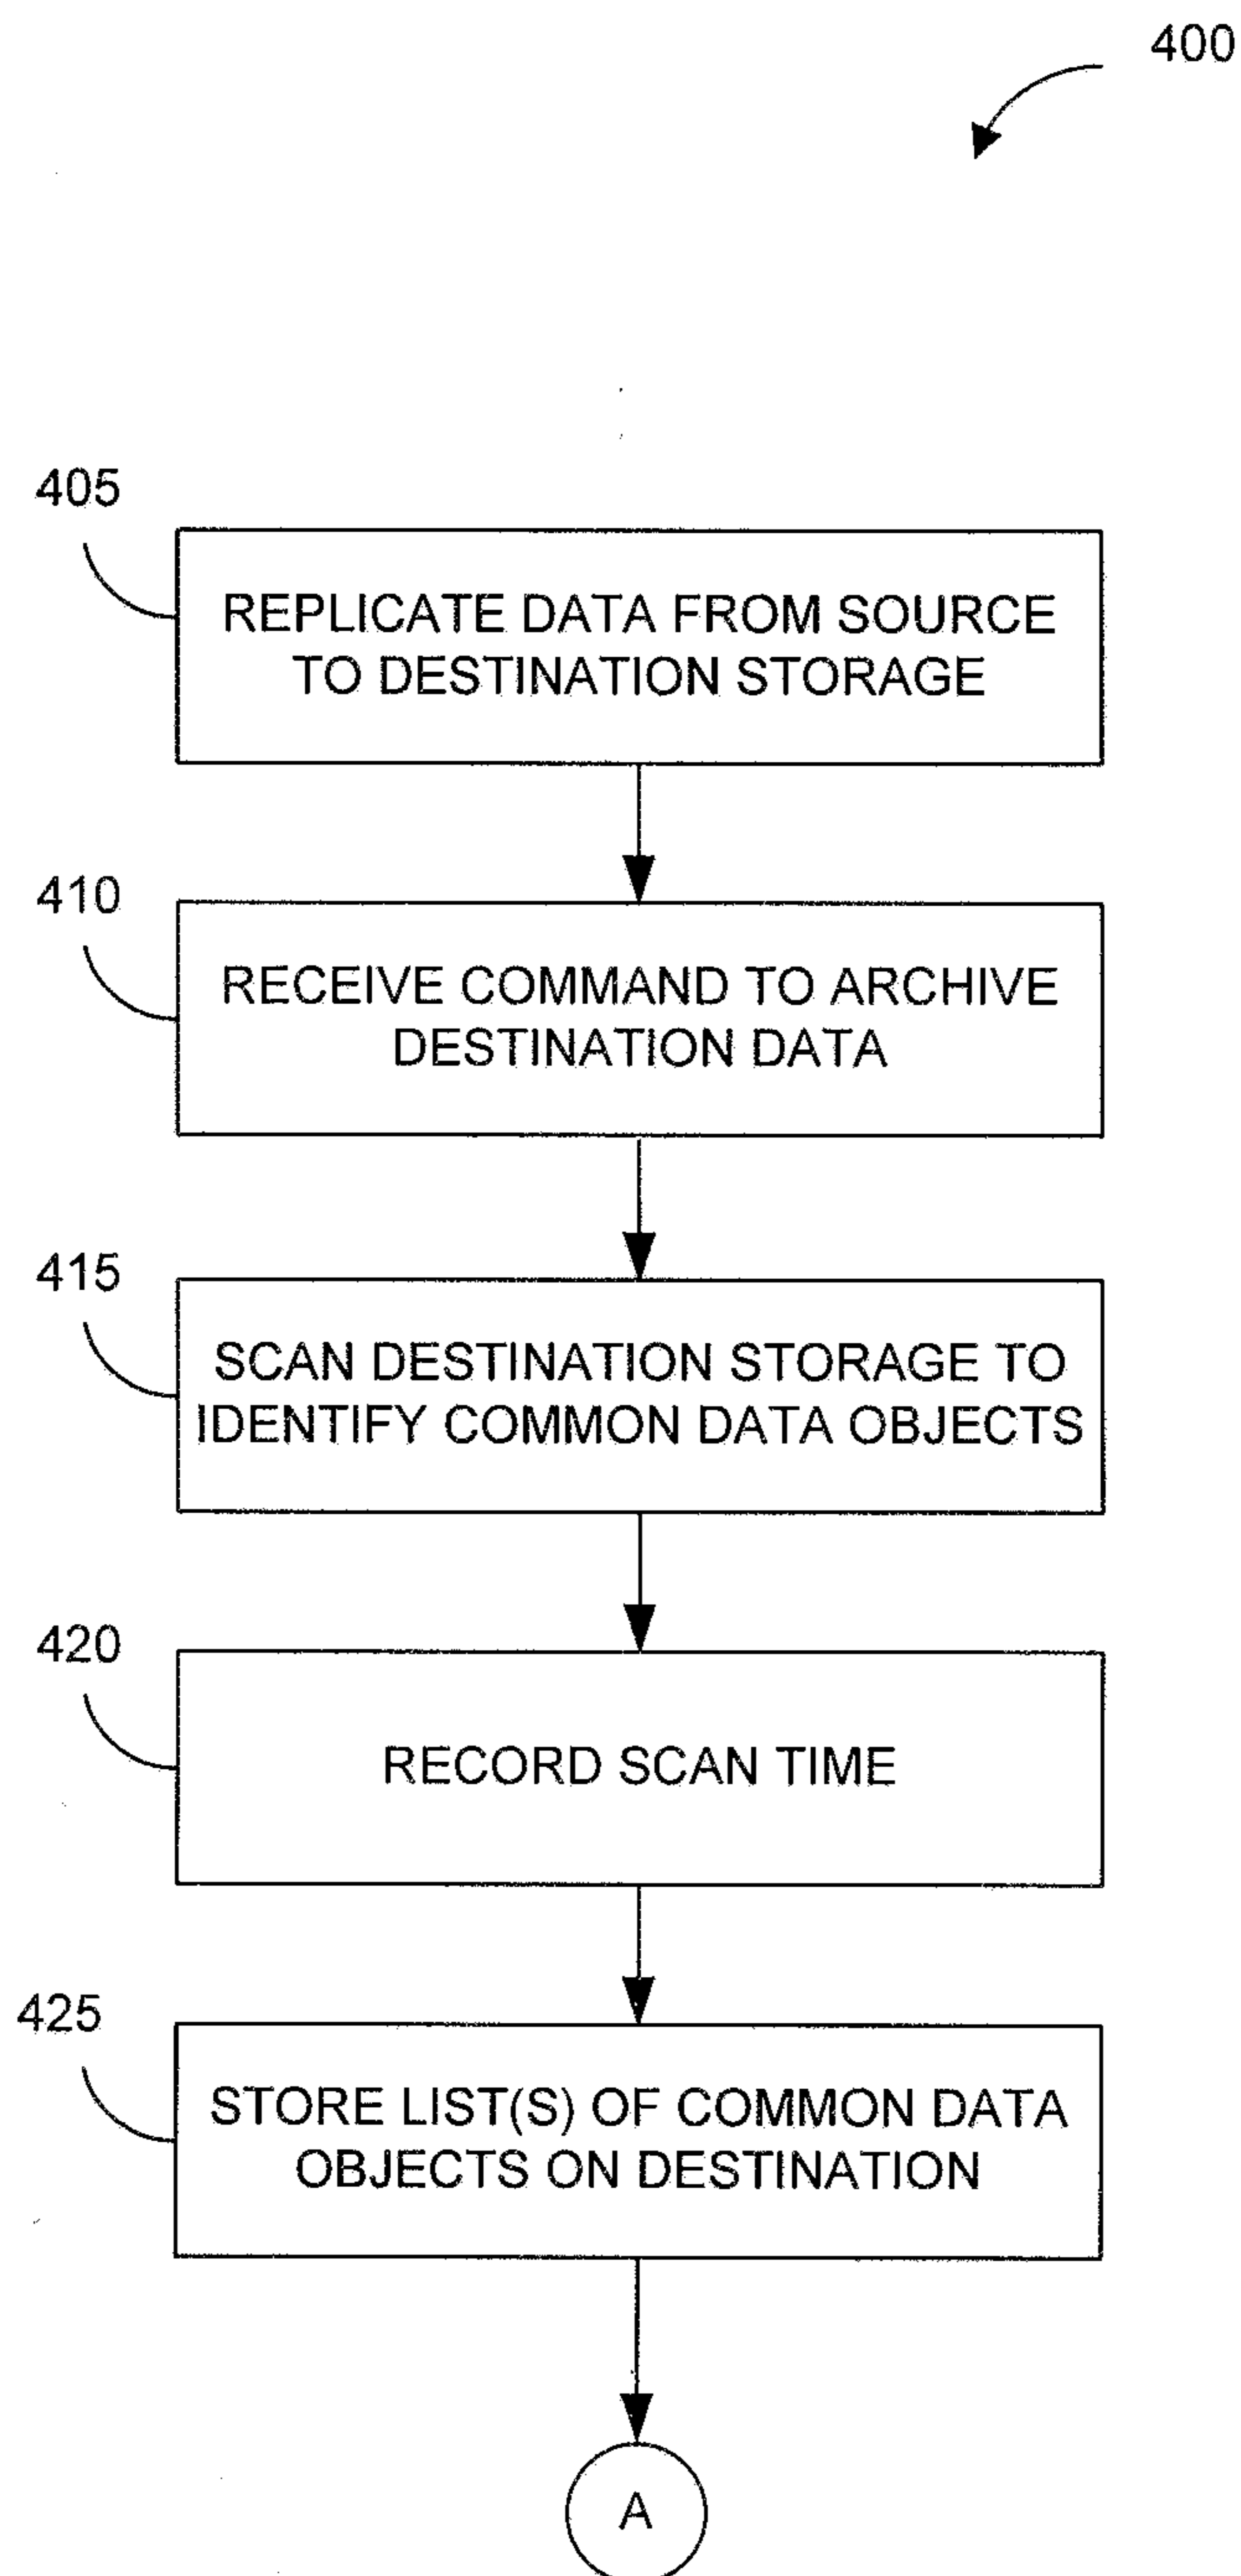 400
405
REPLICATE DATA FROM SOURCE
TO DESTINATION STORAGE
410
RECEIVE COMMAND TO ARCHIVE
DESTINATION DATA
415
SCAN DESTINATION STORAGE TO
IDENTIFY COMMON DATA OBJECTS
420
RECORD SCAN TIME
425
STORE LIST(S) OF COMMON DATA
OBJECTS ON DESTINATION
A